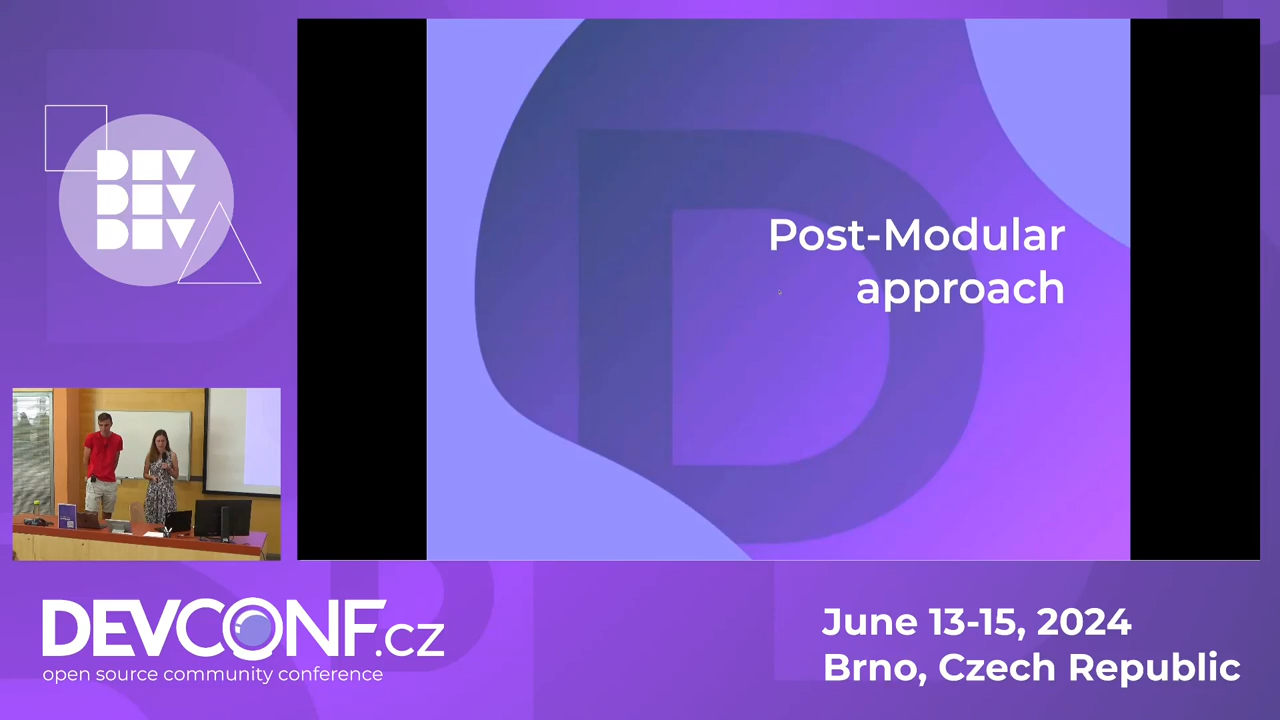 DEV
DEV
DEV
Post-Modular
approach
DEVCONF.cz
open source community conference
June 13-15, 2024
Brno, Czech Republic